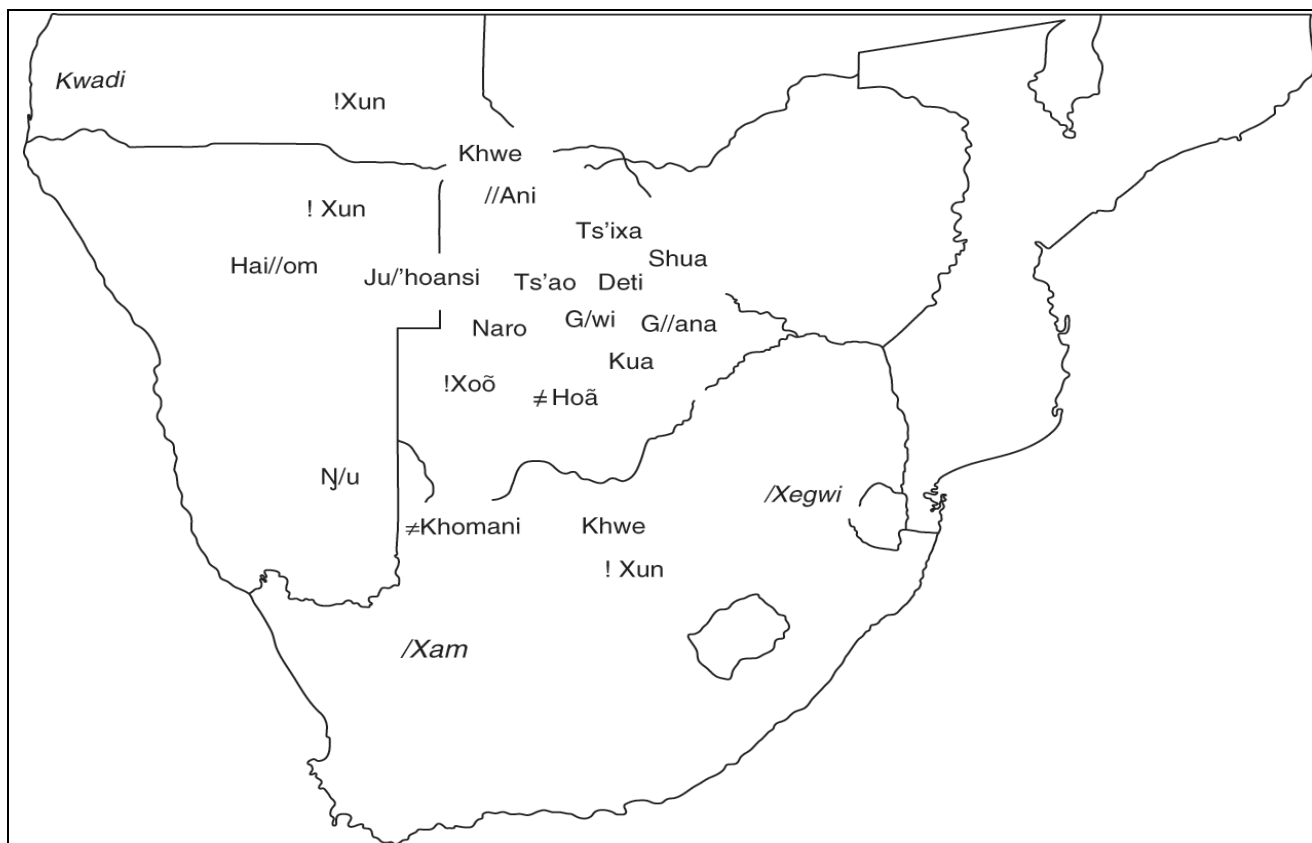 Kwadi
!Xun
Khwe
//Ani
! Xun
Ts'ixa
Shua
Hai//om
Ju/'hoansi
Ts'ao
Deti
G/wi
G//ana
Naro
Kua
!Xoõ
≠ Hoã
Ŋ/u
/Xegwi
≠Khomani
Khwe
! Xun
/Xam